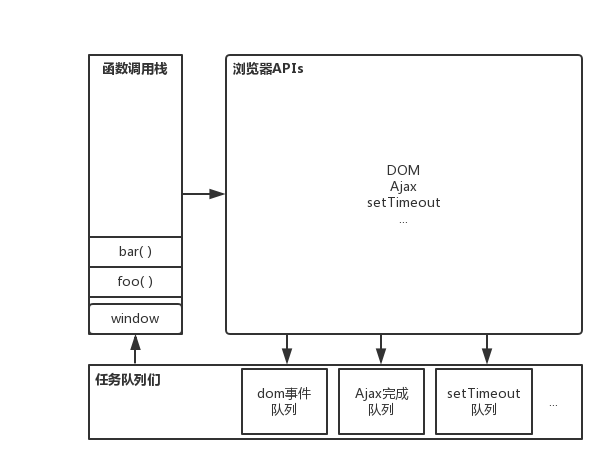 函数调用栈
浏览器APIs
DOM
Ajax
setTimeout
...
bar( )
foo( )
window
任务队列们
dom事件
队列
Ajax完成
队列
setTimeout
队列
...